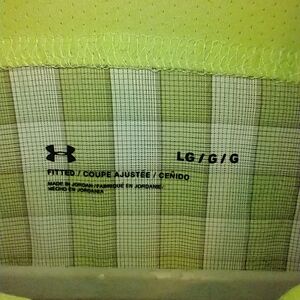 LG / G / G
FITTED / COUPE AJUSTÉE / CEÑIDO
MADE IN JORDAN / FABRIQUÉ EN JORDANIE /
HECHO EN JORDANIA